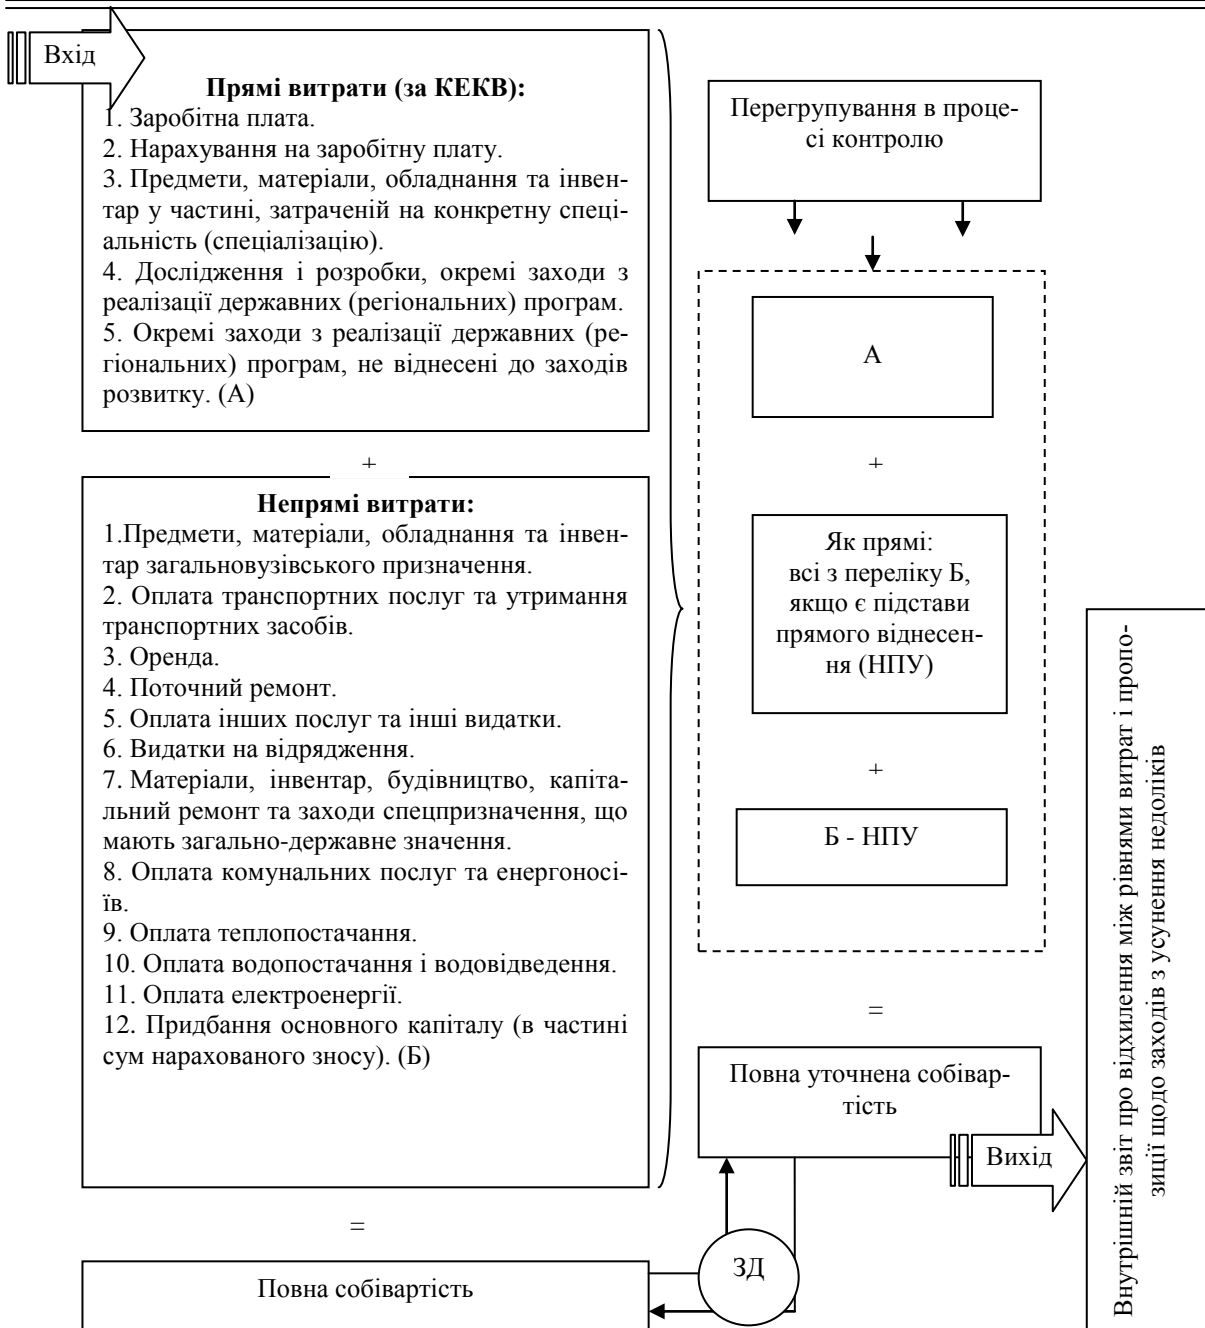 Вхід
Прямі витрати (за КЕКВ):
1. Заробітна плата.
2. Нарахування на заробітну плату.
3. Предмети, матеріали, обладнання та інвен-
тар у частині, затраченій на конкретну спеці-
альність (спеціалізацію).
4. Дослідження і розробки, окремі заходи з
реалізації державних (регіональних) програм.
5. Окремі заходи з реалізації державних (ре-
гіональних) програм, не віднесені до заходів
розвитку. (А)
+
Непрямі витрати:
1.Предмети, матеріали, обладнання та інвен-
тар загальновузівського призначення.
2. Оплата транспортних послуг та утримання
транспортних засобів.
3. Оренда.
4. Поточний ремонт.
5. Оплата інших послуг та інші видатки.
6. Видатки на відрядження.
7. Матеріали, інвентар, будівництво, капіта-
льний ремонт та заходи спецпризначення, що
мають загально-державне значення.
8. Оплата комунальних послуг та енергоносі-
їв.
9. Оплата теплопостачання.
10. Оплата водопостачання і водовідведення.
11. Оплата електроенергії.
12. Придбання основного капіталу (в частині
сум нарахованого зносу). (Б)
=
Повна собівартість
Перегрупування в проце-
сі контролю
А
+
Як прямі:
всі з переліку Б,
якщо є підстави
прямого віднесен-
ня (НПУ)
+
Б - НПУ
=
Повна уточнена собівар-
тість
ЗД
Вихід
Внутрішній звіт про відхилення між рівнями витрат і пропо-
зиції щодо заходів з усунення недоліків